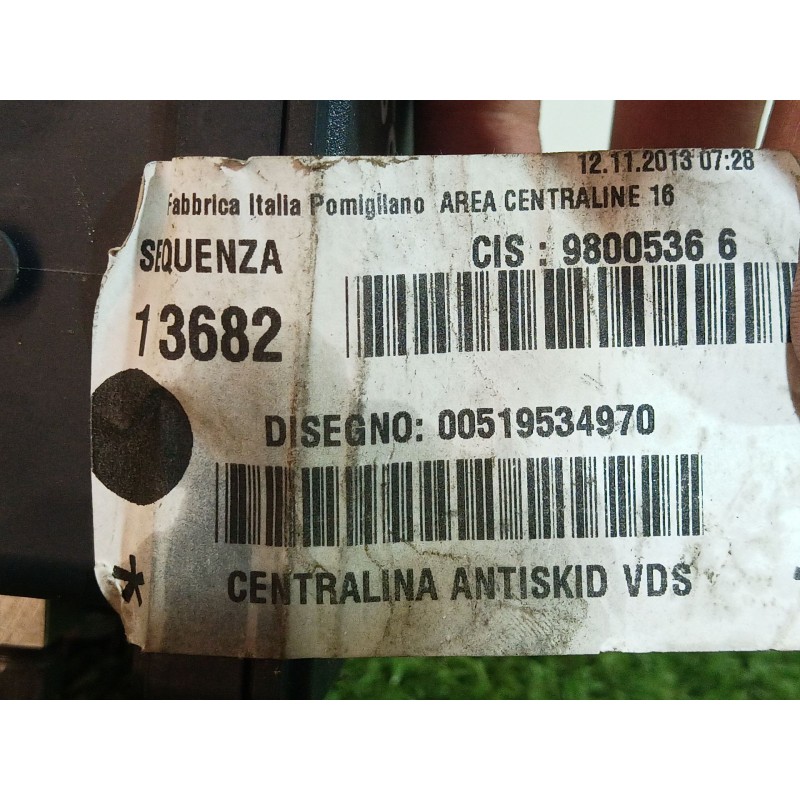 12.11.2013 07:28
Fabbrica Italia Pomigliano AREA CENTRALINE 16
SEQUENZA
CIS : 9800536 6
13682
DISEGNO: 00519534970
* CENTRALINA ANTISKID VDS *